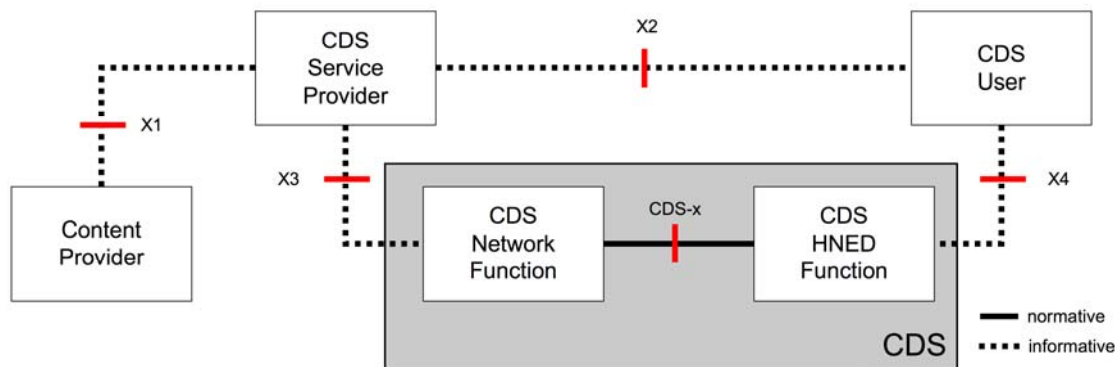 X2
CDS
Service
Provider
CDS
User
X1
X3
X4
Content
Provider
CDS
Network
Function
CDS-x
CDS
HNED
Function
CDS
normative
informative